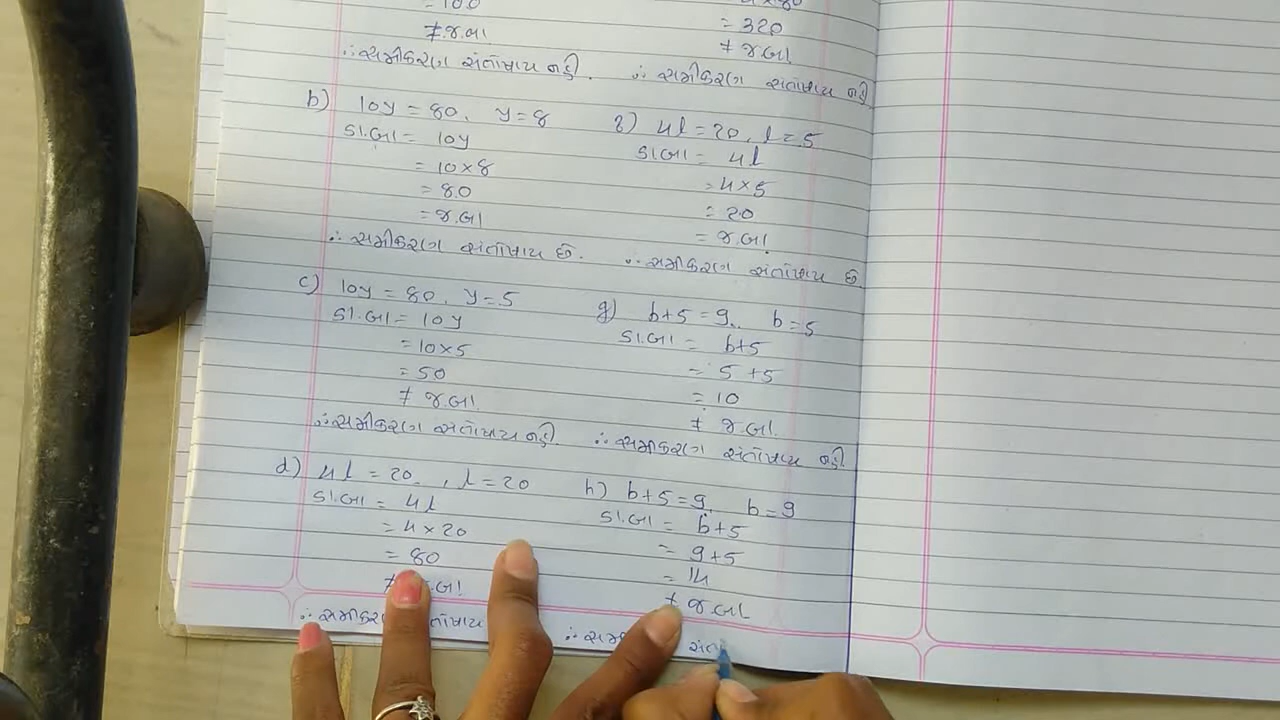 = 100
≠ જ.બા
∴ સમીકરણ સંતોષાય નહી.
b) 10y = 80, y = 8
ડા.બા = 10y
= 10 × 8
= 80
= જ.બા
∴ સમીકરણ સંતોષાય છે.
c) 10y = 80, y = 5
ડા.બા = 10y
= 10 × 5
= 50
≠ જ.બા.
∴ સમીકરણ સંતોષાય નહી.
d) 4l = 20, l = 20
ડા.બા = 4l
= 4 × 20
= 80
∴
= 320
≠ જ.બા
∴ સમીકરણ સંતોષાય નહી
4l = 20, l = 5
ડા.બા = 4l
= 4 × 5
= 20
= જ.બા
∴ સમીકરણ સંતોષાય છે
g) b+5 = 9, b = 5
ડા.બા = b+5
= 5 + 5
= 10
≠ જ.બા.
∴ સમીકરણ સંતોષાય નહી.
h) b+5 = 9, b = 9
ડા.બા = b+5
= 9+5
= 14
≠ જ.બા
∴